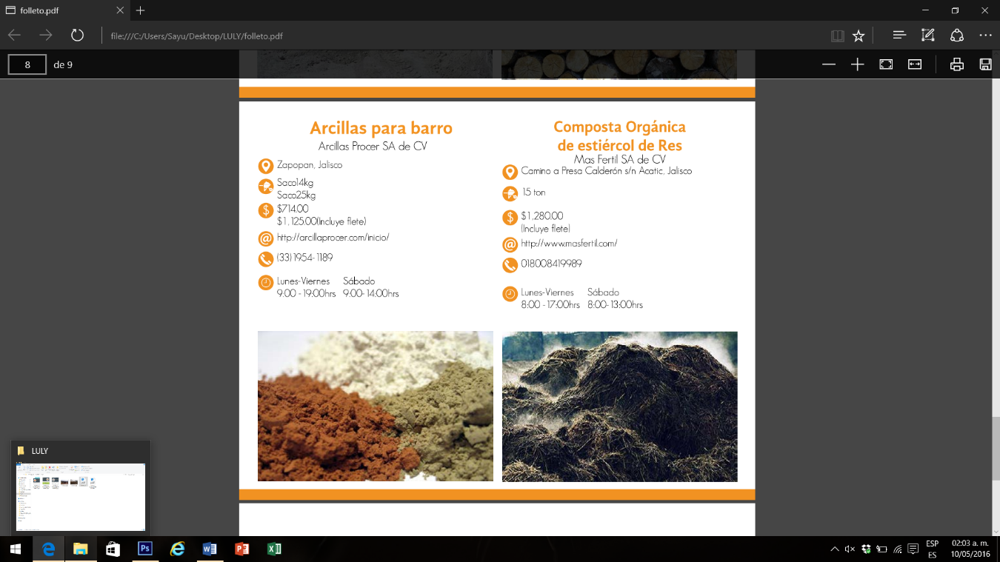 folleto.pdf
file:///C:/Users/Sayu/Desktop/LULY/folleto.pdf
8 de 9
Arcillas para barro
Arcillas Procer SA de CV
Zapopan, Jalisco
Saco14kg
Saco25kg
$714.00
$1,125.00(Incluye flete)
http://arcillaprocer.com/inicio/
(33)1954-1189
Lunes-Viernes Sábado
9:00 -19:00hrs 9:00-14:00hrs
Composta Orgánica
de estiércol de Res
Mas Fertil SA de CV
Camino a Presa Calderón s/n Acatic, Jalisco
15 ton
$1,280.00
(Incluye flete)
http://www.masfertil.com/
018008419989
Lunes-Viernes Sábado
8:00 -17:00hrs 8:00-13:00hrs
LULY
ESP
ES
02:03 a. m.
10/05/2016